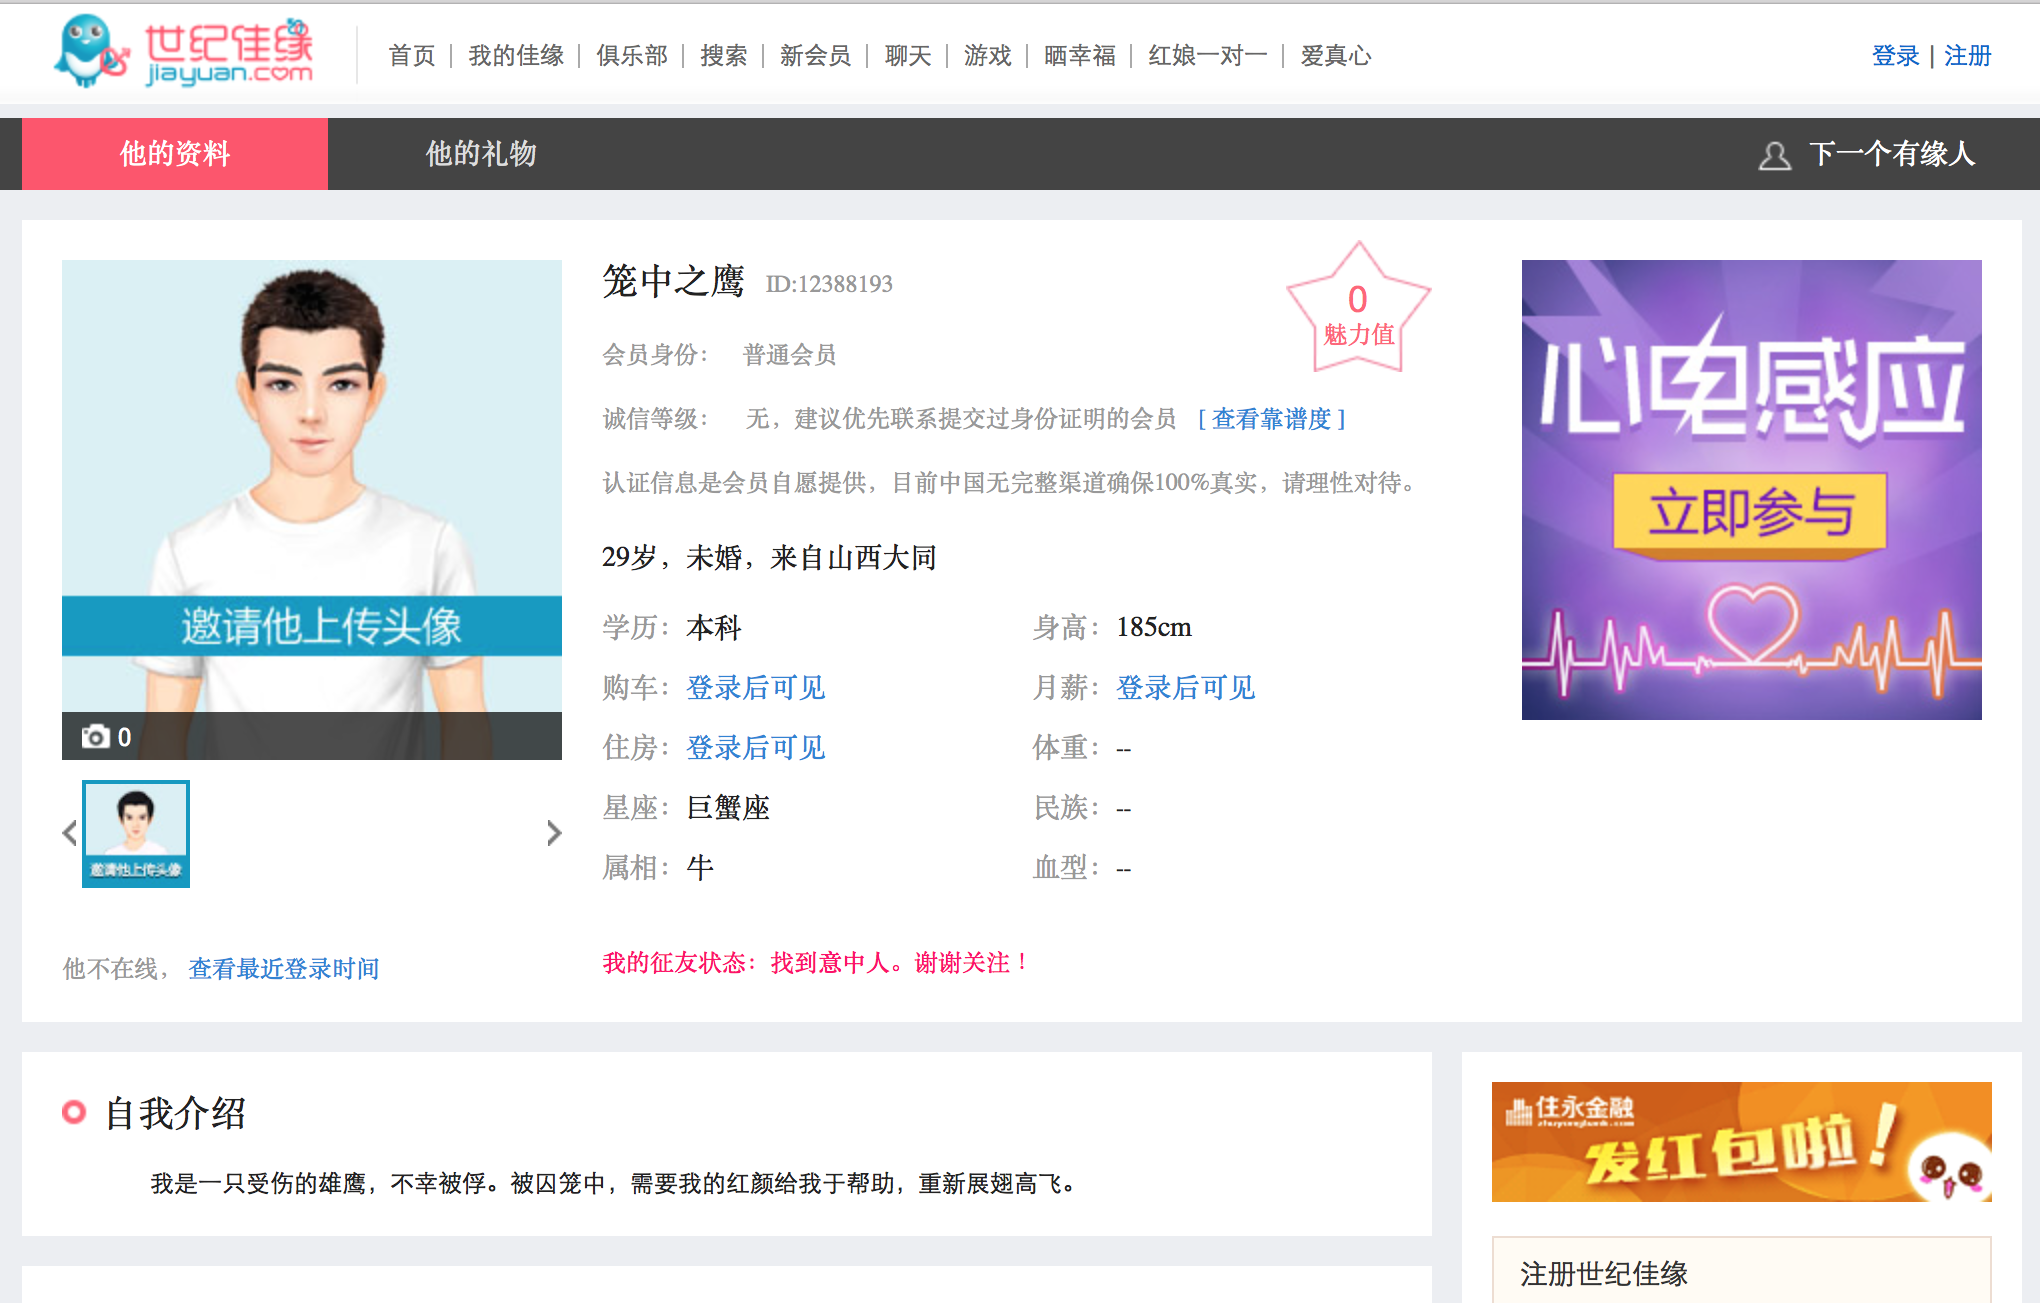 世纪佳缘
jiayuan.com
首页 | 我的佳缘 | 俱乐部 | 搜索 | 新会员 | 聊天 | 游戏 | 晒幸福 | 红娘一对一 | 爱真心
登录 | 注册
他的资料
他的礼物
下一个有缘人
邀请他上传头像
0
邀请他上传头像
他不在线， 查看最近登录时间
笼中之鹰 ID:12388193
0
魅力值
会员身份： 普通会员
诚信等级： 无，建议优先联系提交过身份证明的会员 [ 查看靠谱度 ]
认证信息是会员自愿提供，目前中国无完整渠道确保100%真实，请理性对待。
29岁，未婚，来自山西大同
学历： 本科 身高： 185cm
购车： 登录后可见 月薪： 登录后可见
住房： 登录后可见 体重： --
星座： 巨蟹座 民族： --
属相： 牛 血型： --
我的征友状态：找到意中人。谢谢关注！
心电感应
立即参与
自我介绍
我是一只受伤的雄鹰，不幸被俘。被囚笼中，需要我的红颜给我于帮助，重新展翅高飞。
住永金融
发红包啦！
注册世纪佳缘